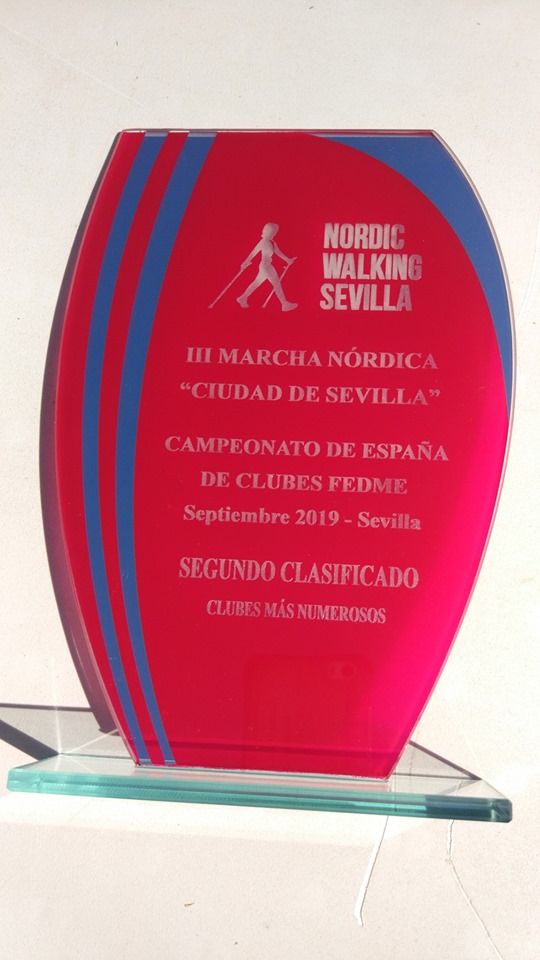 NORDIC
WALKING
SEVILLA
III MARCHA NÓRDICA
“CIUDAD DE SEVILLA”
CAMPEONATO DE ESPAÑA
DE CLUBES FEDME
Septiembre 2019 - Sevilla
SEGUNDO CLASIFICADO
CLUBES MÁS NUMEROSOS